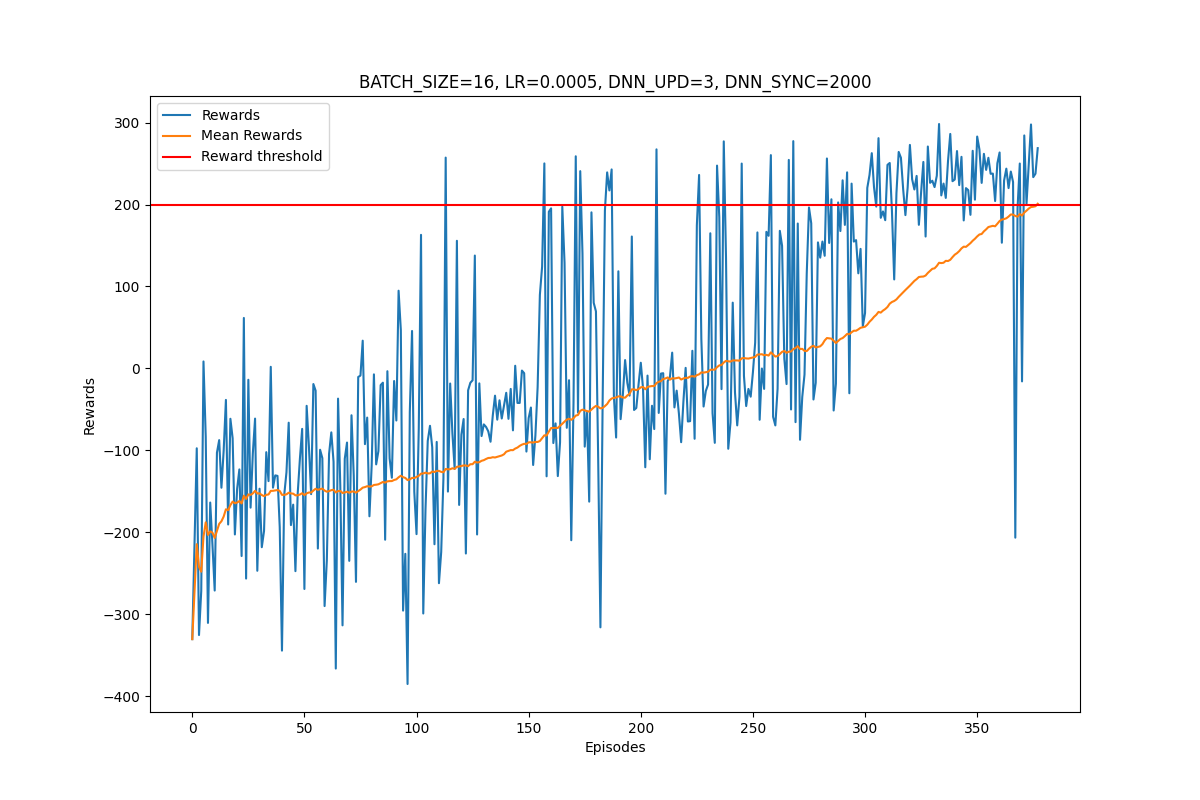 BATCH_SIZE=16, LR=0.0005, DNN_UPD=3, DNN_SYNC=2000
Rewards
Mean Rewards
Reward threshold
300
200
100
0
−100
−200
−300
−400
Rewards
0
50
100
150
200
250
300
350
Episodes